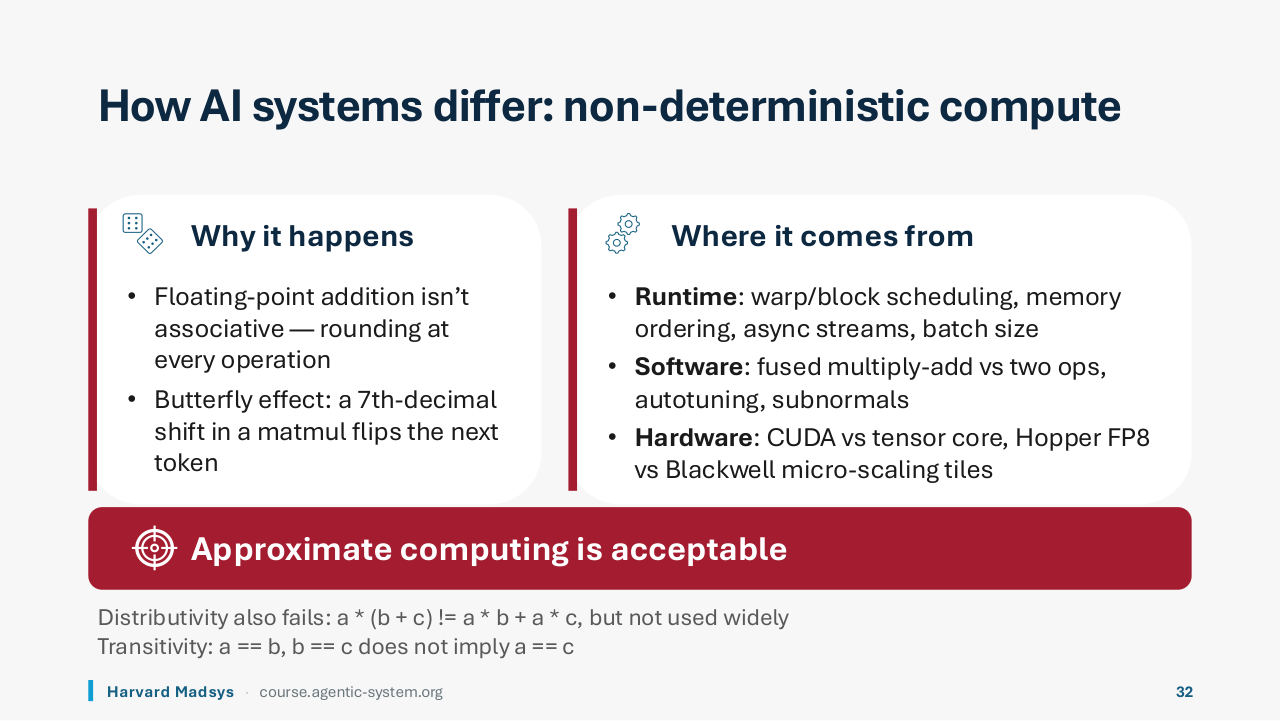 How AI systems differ: non-deterministic compute
Why it happens
• Floating-point addition isn’t
associative — rounding at
every operation
• Butterfly effect: a 7th-decimal
shift in a matmul flips the next
token
Where it comes from
• Runtime: warp/block scheduling, memory
ordering, async streams, batch size
• Software: fused multiply-add vs two ops,
autotuning, subnormals
• Hardware: CUDA vs tensor core, Hopper FP8
vs Blackwell micro-scaling tiles
Approximate computing is acceptable
Distributivity also fails: a * (b + c) != a * b + a * c, but not used widely
Transitivity: a == b, b == c does not imply a == c
Harvard Madsys · course.agentic-system.org
32